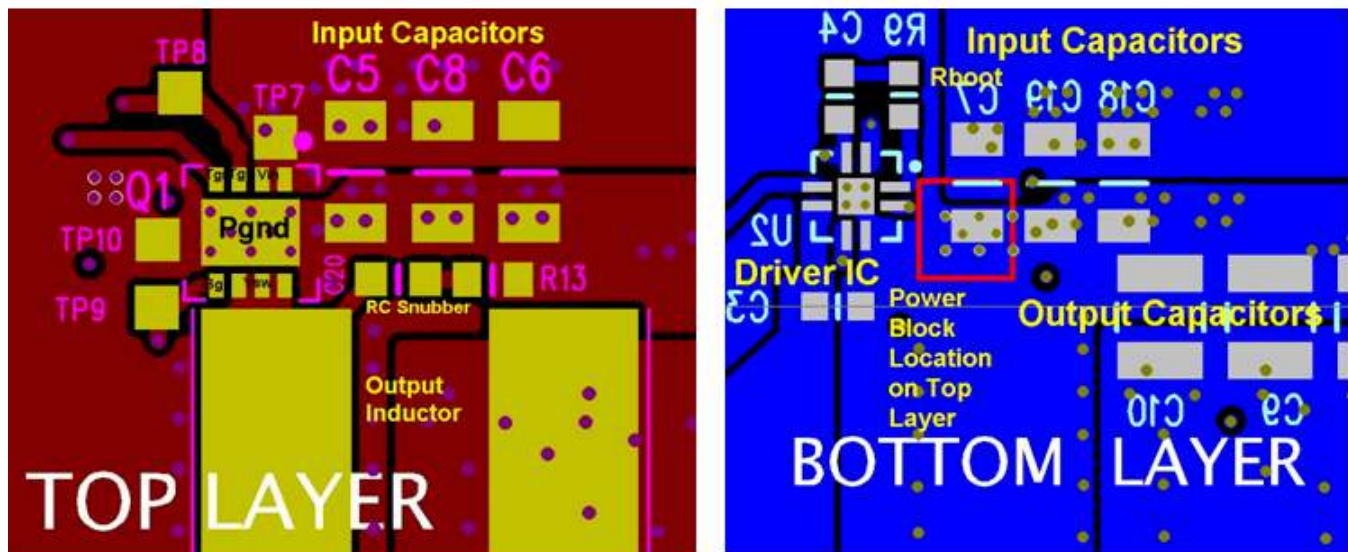 Input Capacitors
TP8
C5 C8 C6
TP7
Vin
Q1
Pgnd
TP10
C20
R13
TP9
RC Snubber
Output
Inductor
TOP LAYER
C4 R9
Input Capacitors
Rboot
C7 C19 C18
U2
Driver IC
C3
Power
Block
Location
on Top
Layer
Output Capacitors
C10 C9
BOTTOM LAYER